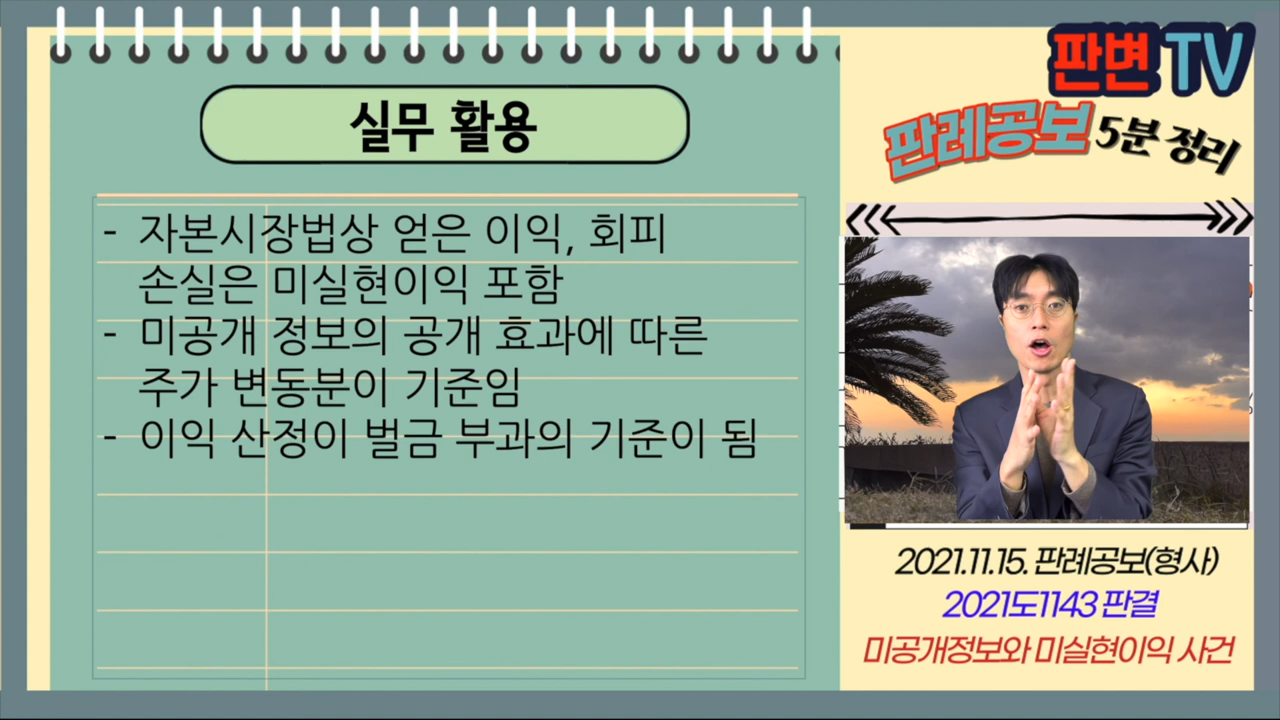 판변 TV
판례공보 5분 정리
실무 활용
- 자본시장법상 얻은 이익, 회피
손실은 미실현이익 포함
- 미공개 정보의 공개 효과에 따른
주가 변동분이 기준임
- 이익 산정이 벌금 부과의 기준이 됨
2021.11.15. 판례공보(형사)
2021도11143 판결
미공개정보와 미실현이익 사건